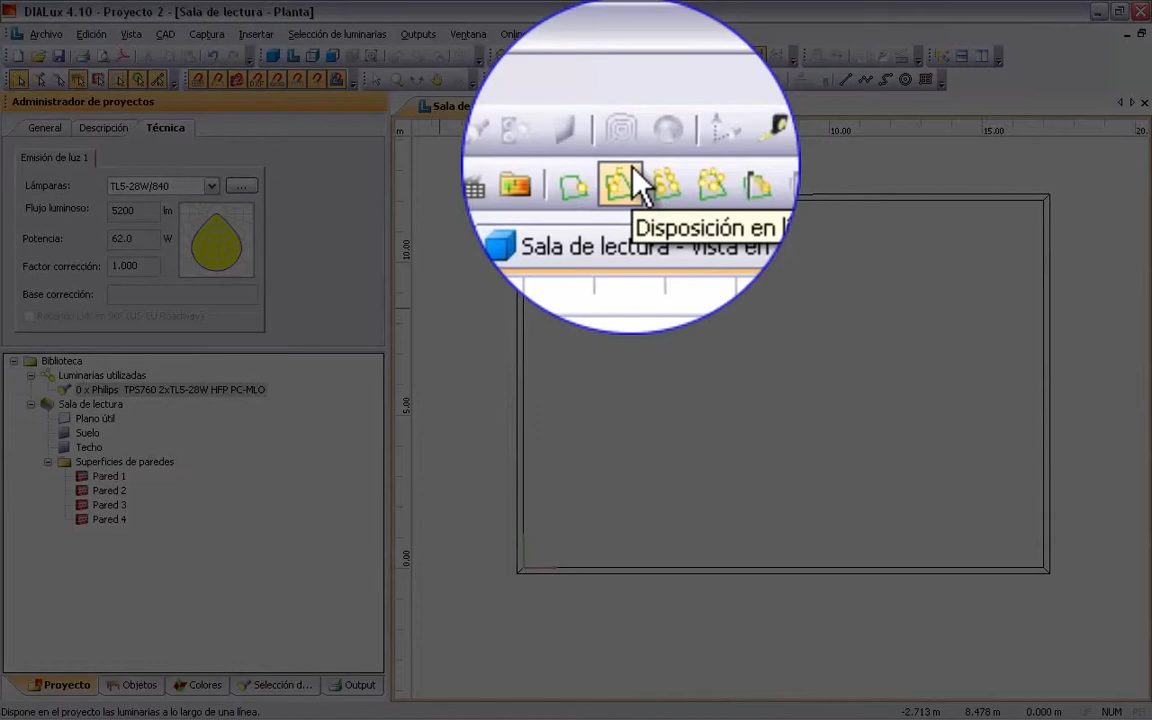 DIALux 4.10 - Proyecto 2 - [Sala de lectura - Planta]
Archivo Edición Vista CAD Captura Insertar Selección de luminarias Outputs Ventana
Administrador de proyectos
Sala de
General Descripción Técnica
Emisión de luz 1
Lámparas: TL5-28W/840 ...
Flujo luminoso: 5200 lm
Potencia: 62.0 W
Factor corrección: 1.000
Base corrección:
Disposición en
Sala de lectura - vista en
m
10.00 15.00 20.
10.00
5.00
0.00
Biblioteca
Luminarias utilizadas
0 x Philips TPS760 2xTL5-28W HFP PC-MLO
Sala de lectura
Plano útil
Suelo
Techo
Superficies de paredes
Pared 1
Pared 2
Pared 3
Pared 4
Proyecto Objetos Colores Selección d... Output
Dispone en el proyecto las luminarias a lo largo de una línea.
-2.713 m 8.478 m 0.000 m NUM